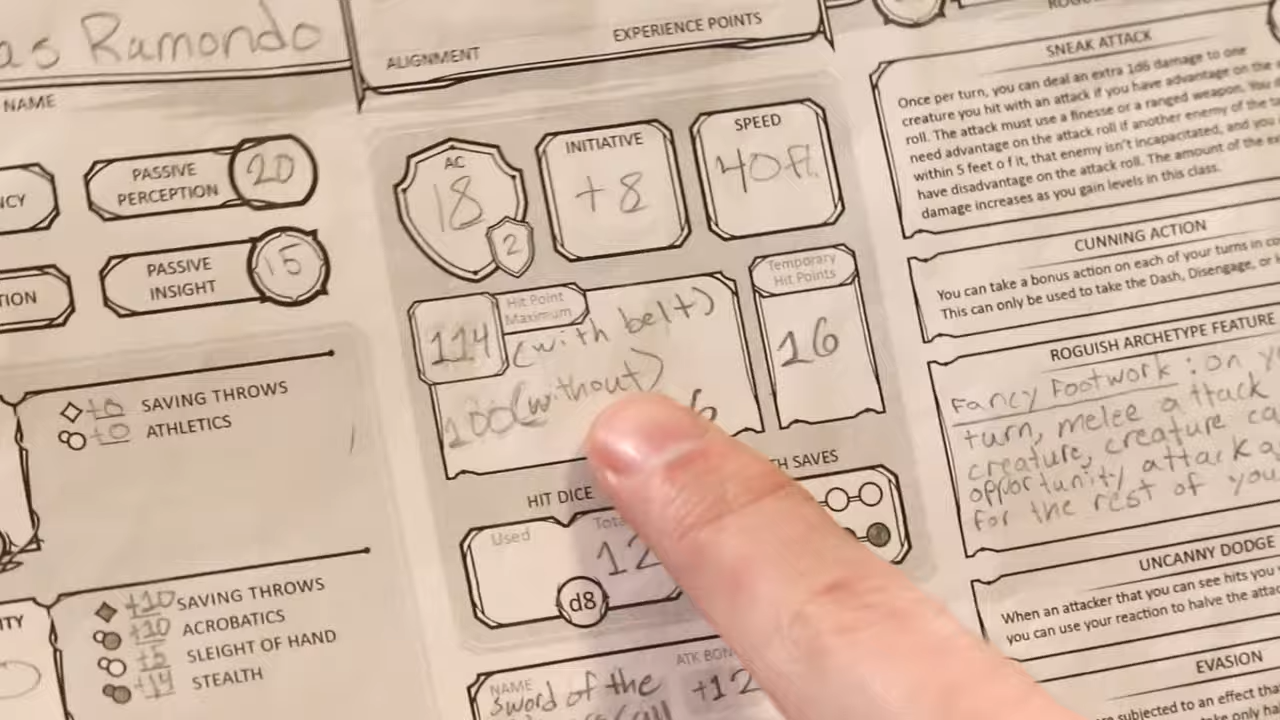 as Ramondo
NAME
ALIGNMENT
EXPERIENCE POINTS
PASSIVE
PERCEPTION
20
PASSIVE
INSIGHT
15
AC
18
2
INITIATIVE
+8
SPEED
40ft.
114
Hit Point
Maximum
(with belt)
100(without)
6
Temporary
Hit Points
16
HIT DICE
Used
12
d8
SAVES
+0 SAVING THROWS
+0 ATHLETICS
+10 SAVING THROWS
+10 ACROBATICS
+5 SLEIGHT OF HAND
+14 STEALTH
NAME
Sword of the
ATK BON
+12
SNEAK ATTACK
Once per turn, you can deal an extra 1d6 damage to one
creature you hit with an attack if you have advantage on the
roll. The attack must use a finesse or a ranged weapon. You
need advantage on the attack roll if another enemy of the
within 5 feet o f it, that enemy isn't incapacitated, and you
have disadvantage on the attack roll. The amount of the
damage increases as you gain levels in this class.
CUNNING ACTION
You can take a bonus action on each of your turns in
This can only be used to take the Dash, Disengage, or
ROGUISH ARCHETYPE FEATURE
Fancy Footwork : on
turn, melee attack
creature, creature
opportunity attack
for the rest of
UNCANNY DODGE
When an attacker that you can see hits you
you can use your reaction to halve the
EVASION
subjected to an effect